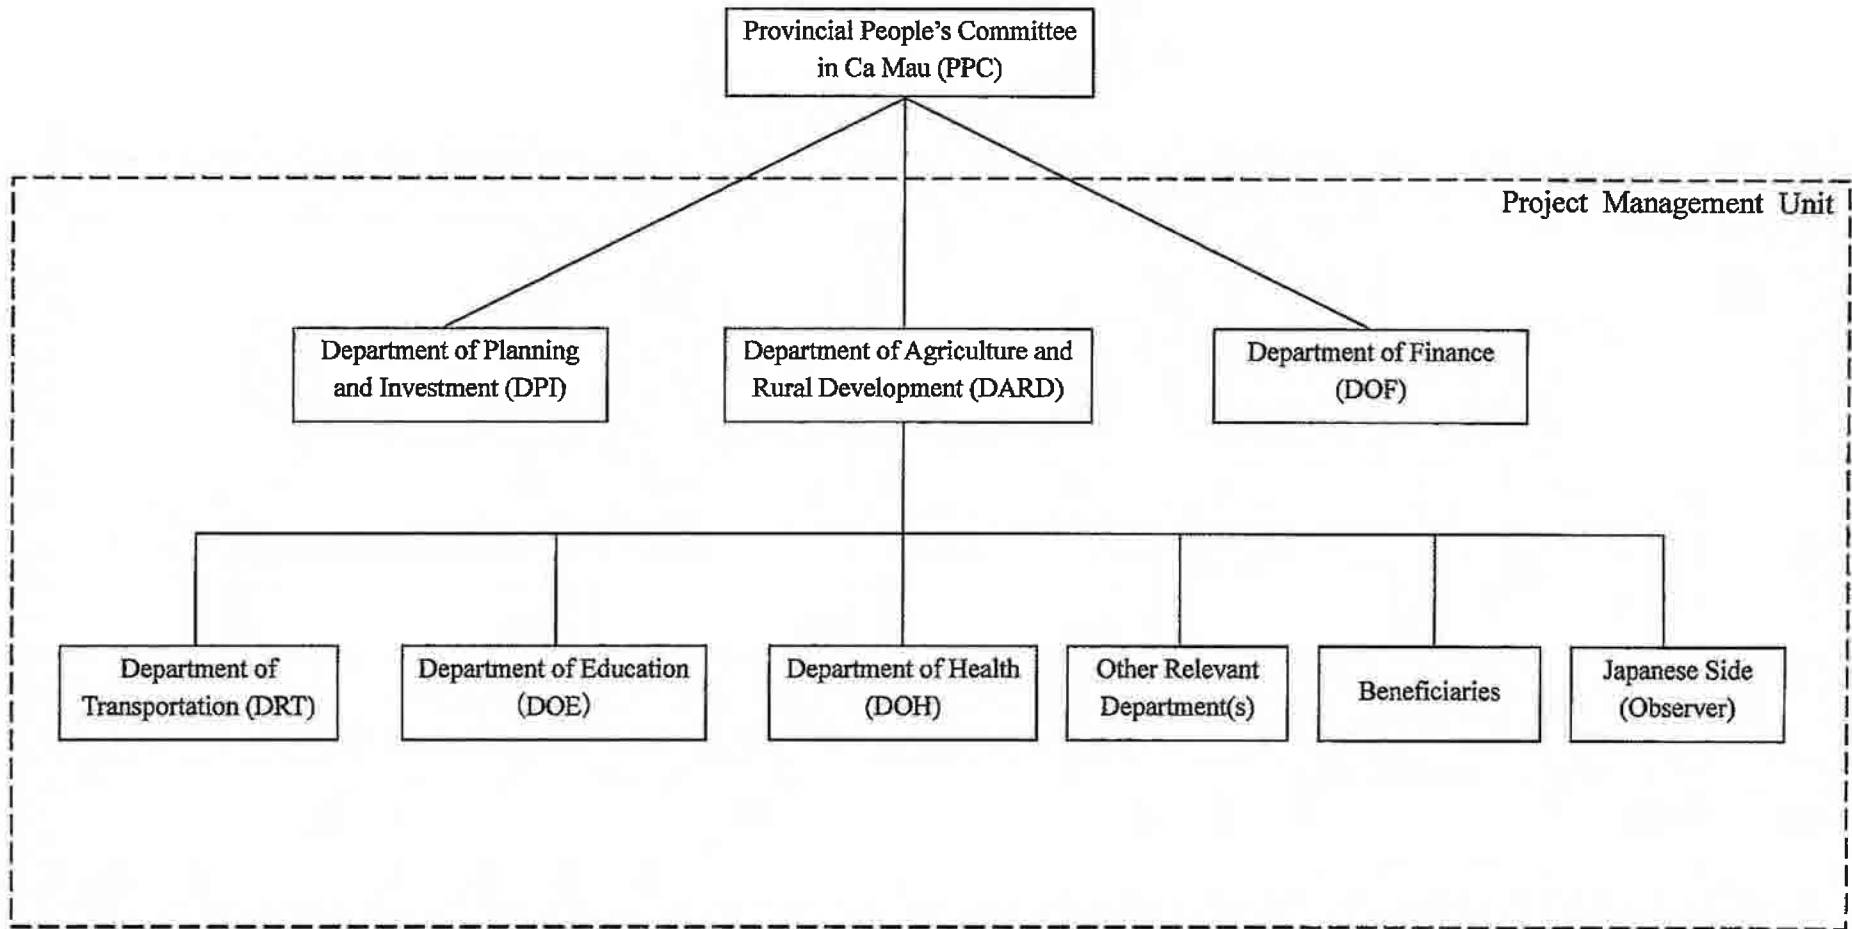 Provincial People's Committee
in Ca Mau (PPC)
Project Management Unit
Department of Planning
and Investment (DPI)
Department of Agriculture and
Rural Development (DARD)
Department of Finance
(DOF)
Department of
Transportation (DRT)
Department of Education
(DOE)
Department of Health
(DOH)
Other Relevant
Department(s)
Beneficiaries
Japanese Side
(Observer)